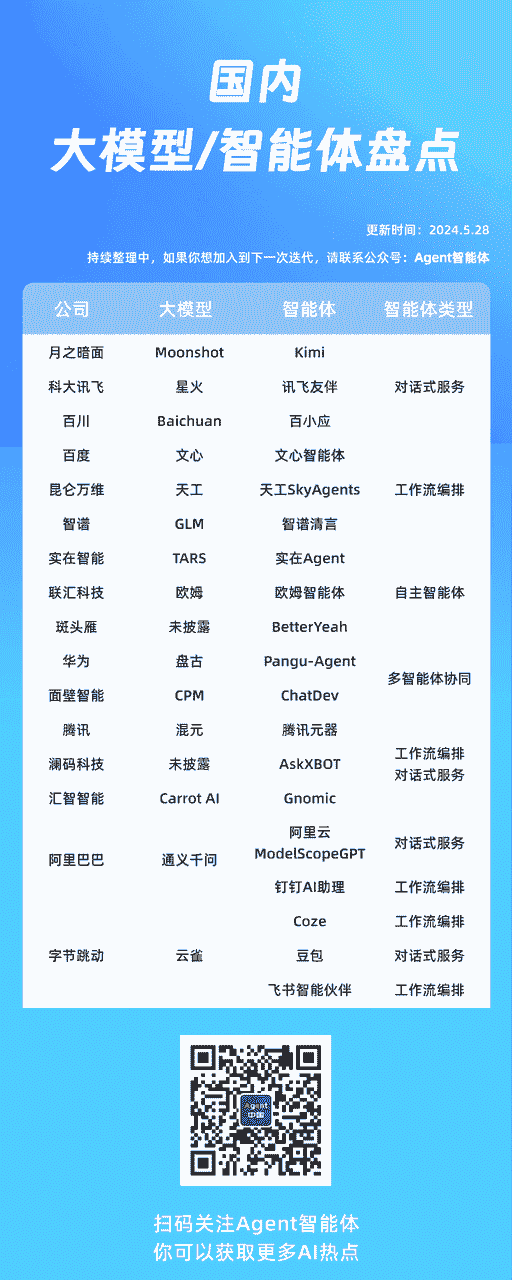 国内
大模型/智能体盘点
更新时间：2024.5.28
持续整理中，如果你想加入到下一次迭代，请联系公众号：Agent智能体
公司 大模型 智能体 智能体类型
月之暗面 Moonshot Kimi
科大讯飞 星火 讯飞友伴 对话式服务
百川 Baichuan 百小应
百度 文心 文心智能体
昆仑万维 天工 天工SkyAgents 工作流编排
智谱 GLM 智谱清言
实在智能 TARS 实在Agent
联汇科技 欧姆 欧姆智能体 自主智能体
斑头雁 未披露 BetterYeah
华为 盘古 Pangu-Agent
多智能体协同
面壁智能 CPM ChatDev
腾讯 混元 腾讯元器
工作流编排
澜码科技 未披露 AskXBOT
对话式服务
汇智智能 Carrot AI Gnomic
阿里云
ModelScopeGPT
对话式服务
阿里巴巴 通义千问
钉钉AI助理 工作流编排
Coze 工作流编排
字节跳动 云雀 豆包 对话式服务
飞书智能伙伴 工作流编排
Agent
中国
扫码关注Agent智能体
你可以获取更多AI热点